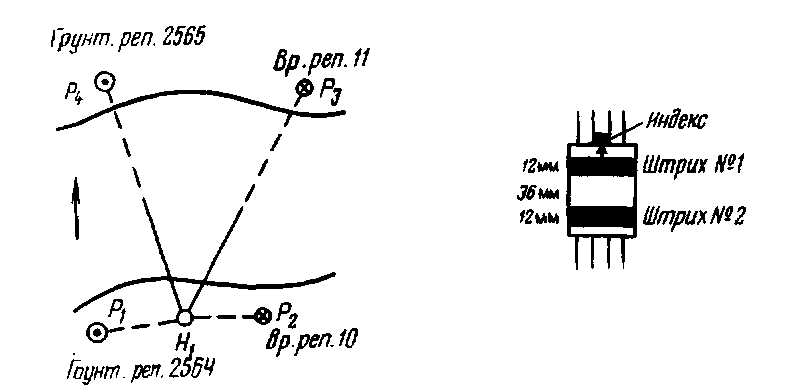 Грунт. реп. 2565
Вр. реп. 11
P4
P3
P1
P2
H1
Вр. реп. 10
Грунт. реп. 2564
Индекс
12мм Штрих №1
36мм
12мм Штрих №2